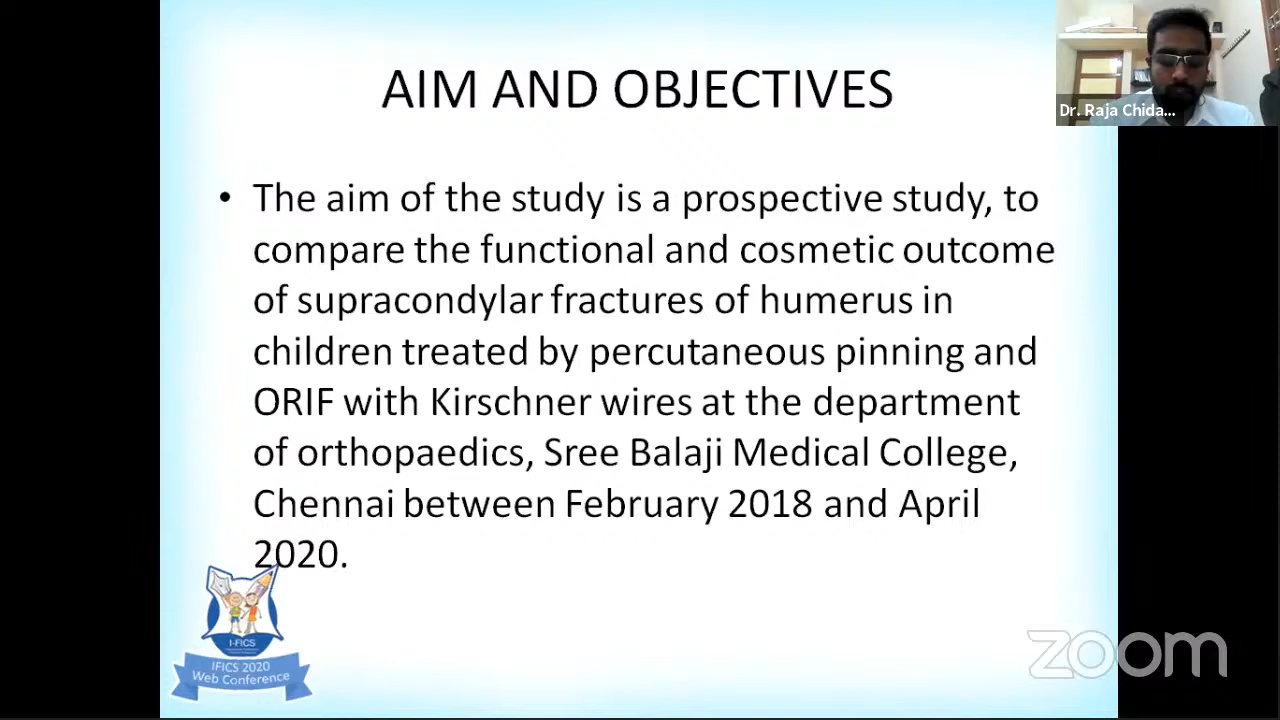 AIM AND OBJECTIVES
Dr. Raja Chida...
• The aim of the study is a prospective study, to
compare the functional and cosmetic outcome
of supracondylar fractures of humerus in
children treated by percutaneous pinning and
ORIF with Kirschner wires at the department
of orthopaedics, Sree Balaji Medical College,
Chennai between February 2018 and April
2020.
I-FICS
IFICS 2020
Web Conference
zoom